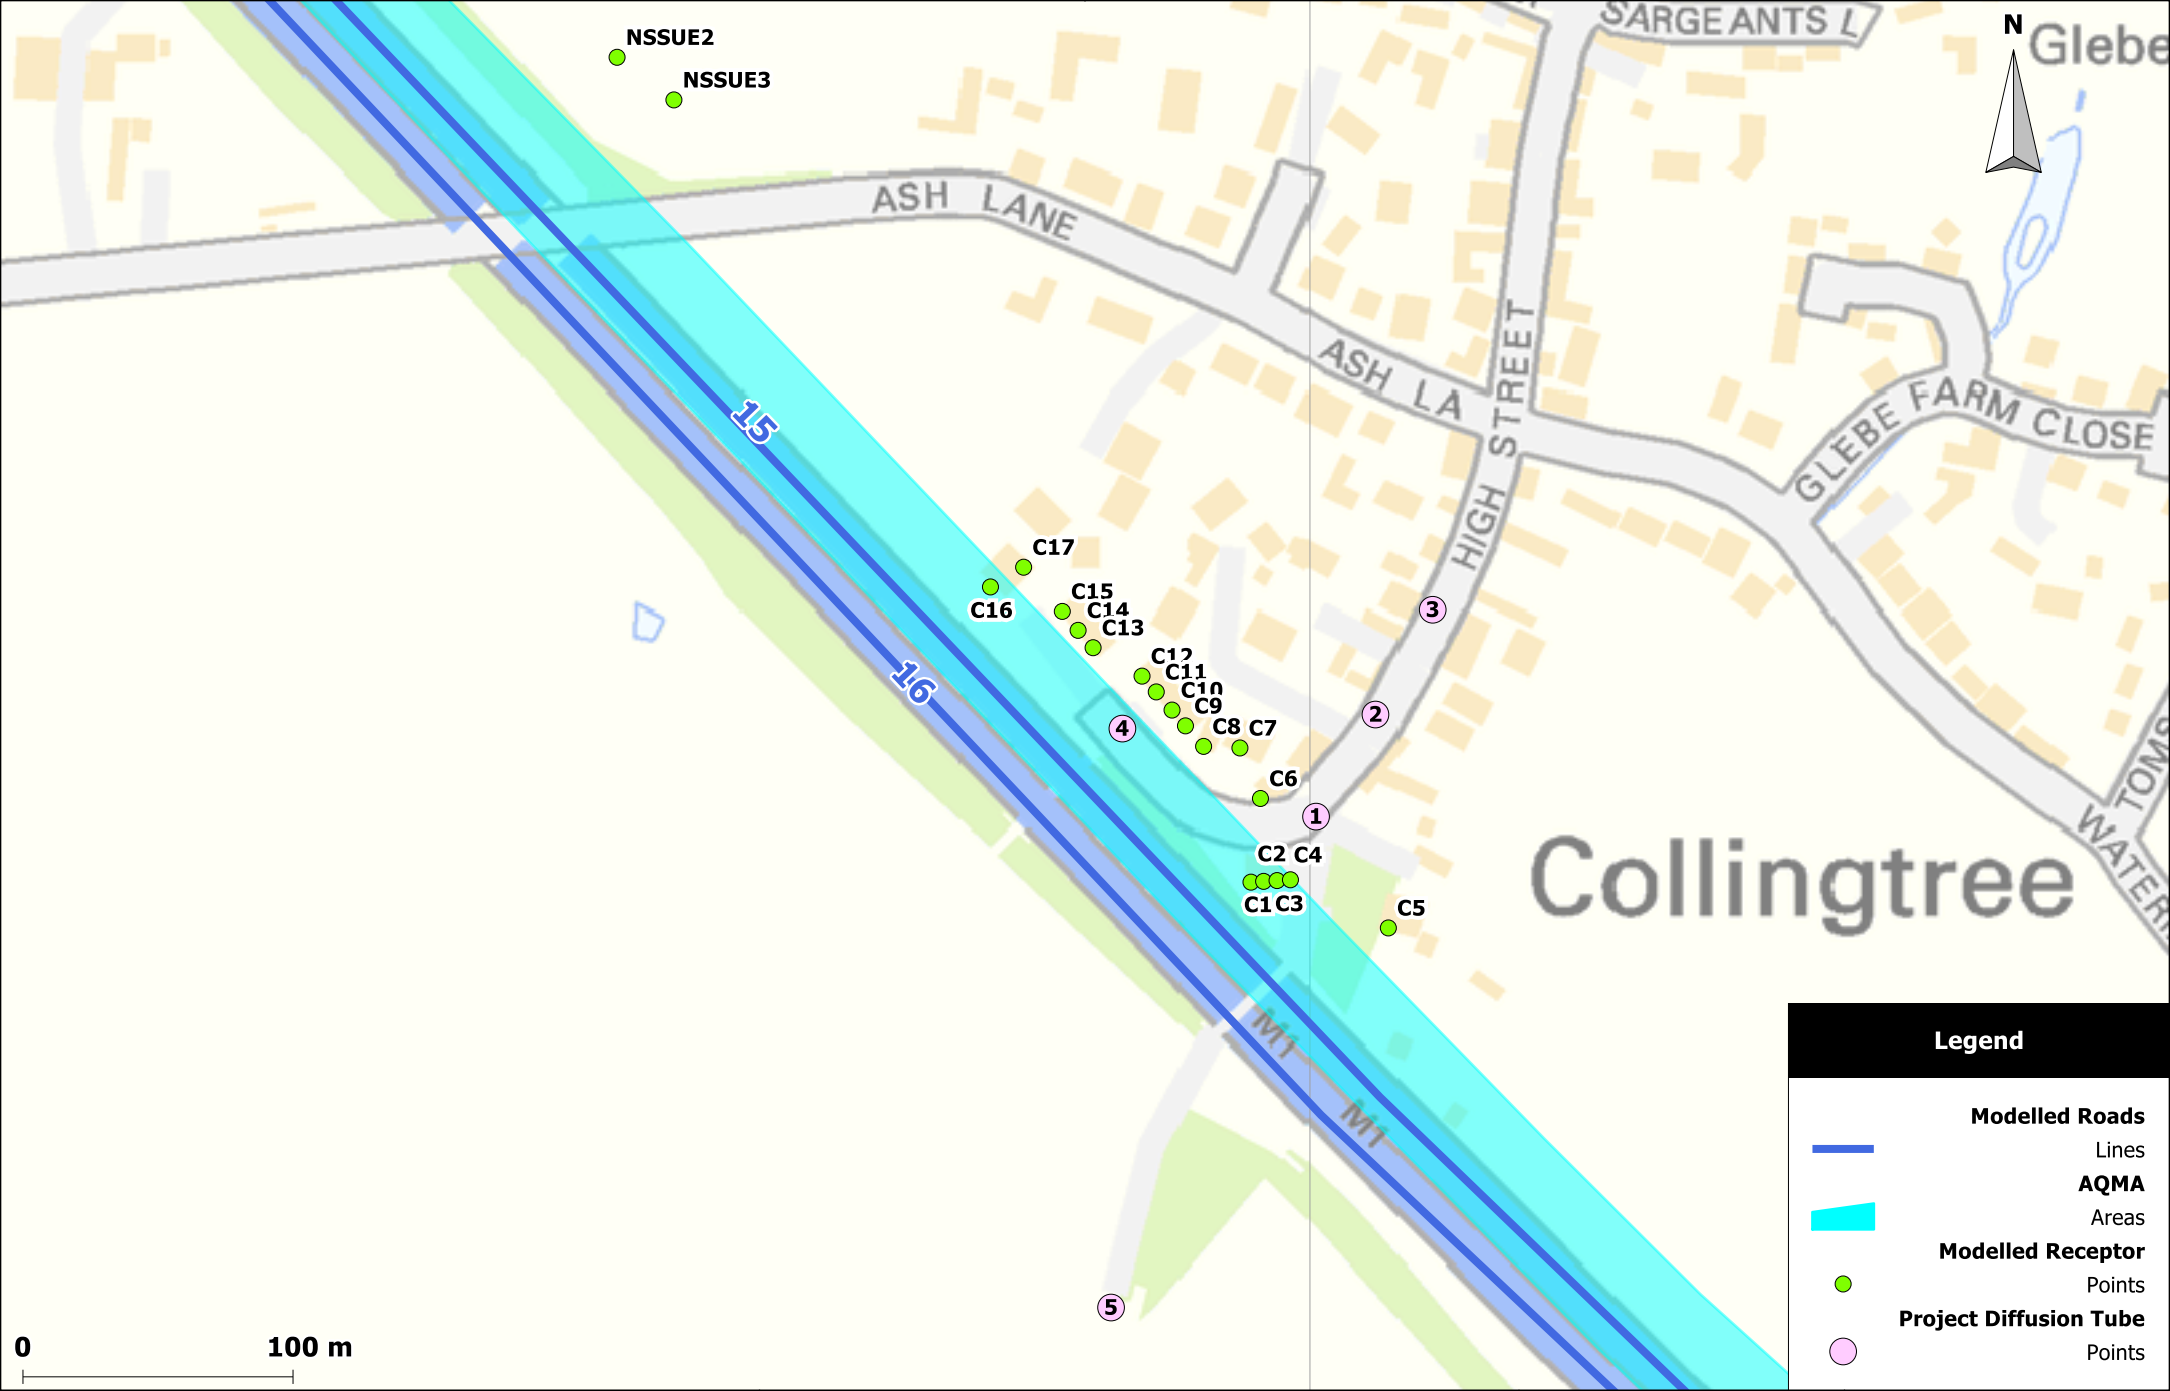 SARGEANTS L
N
Glebe
NSSUE2
NSSUE3
ASH LANE
ASH LA
HIGH STREET
GLEBE FARM CLOSE
15
C17
C16
C15
C14
C13
3
16
C12
C11
C10
C9
2
4
C8
C7
C6
1
TOMS
WATER
C2
C4
Collingtree
C1
C3
C5
M1
M1
5
0
100 m
Legend
Modelled Roads
Lines
AQMA
Areas
Modelled Receptor
Points
Project Diffusion Tube
Points